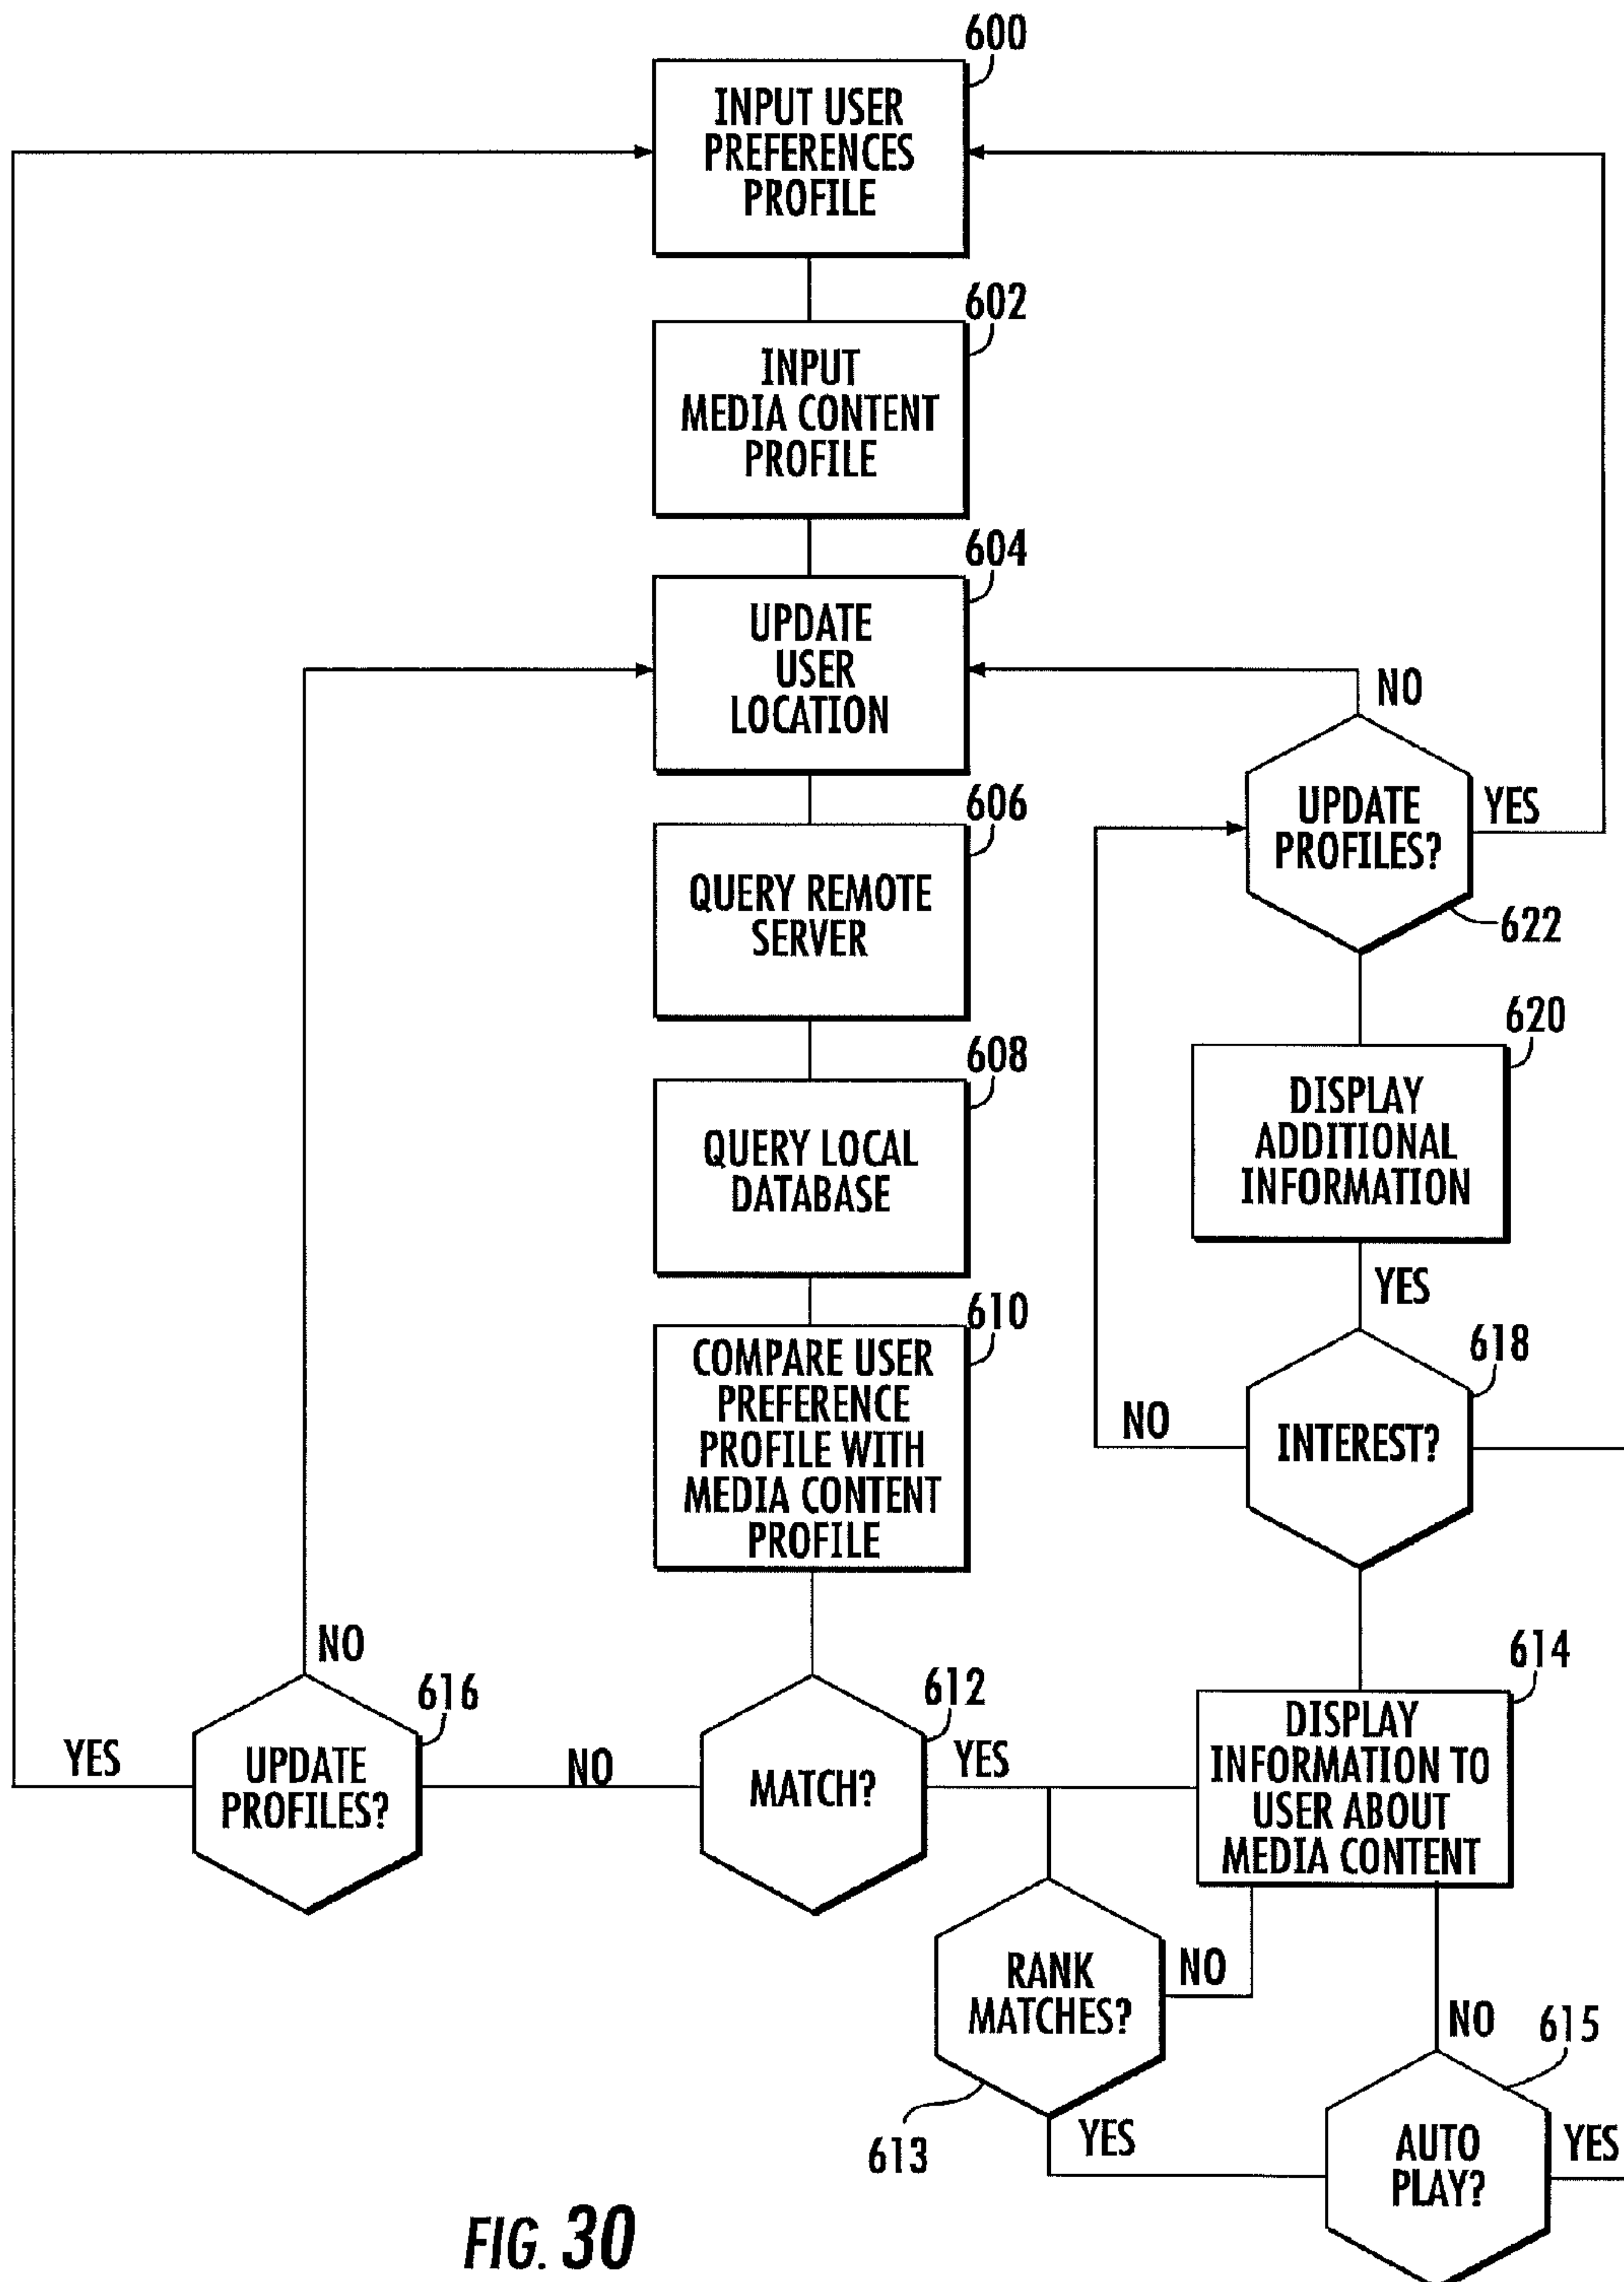 600
INPUT USER
PREFERENCES
PROFILE
602
INPUT
MEDIA CONTENT
PROFILE
604
UPDATE
USER
LOCATION
NO
606
UPDATE
PROFILES?
YES
622
QUERY REMOTE
SERVER
608
620
DISPLAY
ADDITIONAL
INFORMATION
QUERY LOCAL
DATABASE
YES
610
COMPARE USER
PREFERENCE
PROFILE WITH
MEDIA CONTENT
PROFILE
618
NO
INTEREST?
NO
616
YES
UPDATE
PROFILES?
NO
612
MATCH?
YES
614
DISPLAY
INFORMATION TO
USER ABOUT
MEDIA CONTENT
RANK
MATCHES?
NO
613
YES
NO
615
AUTO
PLAY?
YES
FIG. 30